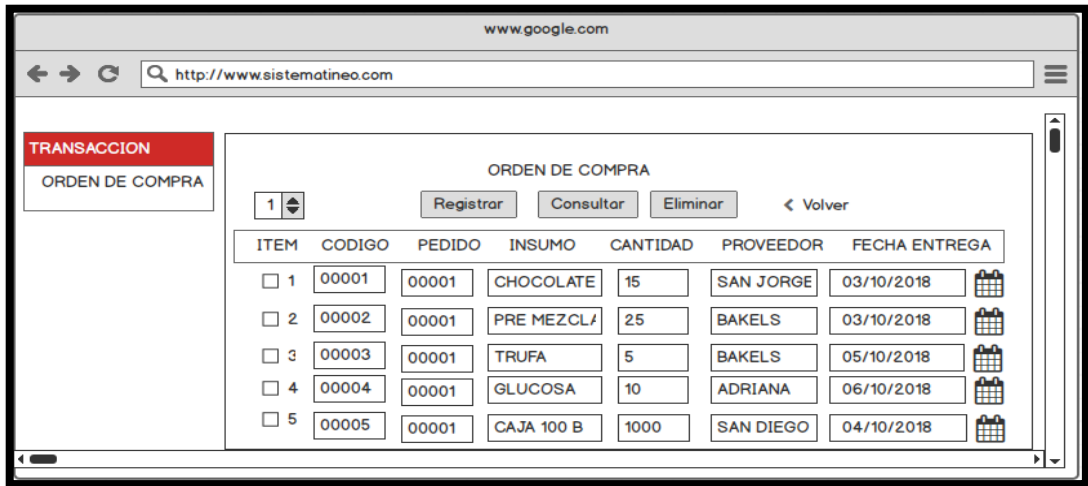 www.google.com
http://www.sistematineo.com
TRANSACCION
ORDEN DE COMPRA
ORDEN DE COMPRA
1 Registrar Consultar Eliminar Volver
ITEM CODIGO PEDIDO INSUMO CANTIDAD PROVEEDOR FECHA ENTREGA
1 00001 00001 CHOCOLATE 15 SAN JORGE 03/10/2018
2 00002 00001 PRE MEZCLA 25 BAKELS 03/10/2018
3 00003 00001 TRUFA 5 BAKELS 05/10/2018
4 00004 00001 GLUCOSA 10 ADRIANA 06/10/2018
5 00005 00001 CAJA 100 B 1000 SAN DIEGO 04/10/2018